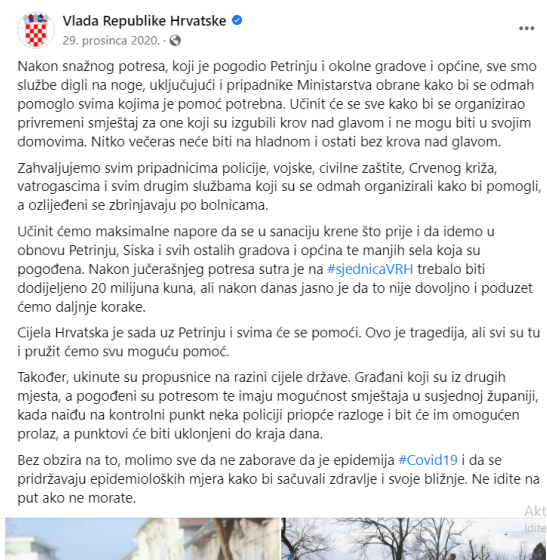 Vlada Republike Hrvatske
29. prosinca 2020. ·
Nakon snažnog potresa, koji je pogodio Petrinju i okolne gradove i općine, sve smo
službe digli na noge, uključujući i pripadnike Ministarstva obrane kako bi se odmah
pomoglo svima kojima je pomoć potrebna. Učinit će se sve kako bi se organizirao
privremeni smještaj za one koji su izgubili krov nad glavom i ne mogu biti u svojim
domovima. Nitko večeras neće biti na hladnom i ostati bez krova nad glavom.
Zahvaljujemo svim pripadnicima policije, vojske, civilne zaštite, Crvenog križa,
vatrogascima i svim drugim službama koji su se odmah organizirali kako bi pomogli,
a ozlijeđeni se zbrinjavaju po bolnicama.
Učinit ćemo maksimalne napore da se u sanaciju krene što prije i da idemo u
obnovu Petrinju, Siska i svih ostalih gradova i općina te manjih sela koja su
pogođena. Nakon jučerašnjeg potresa sutra je na #sjednicaVRH trebalo biti
dodijeljeno 20 milijuna kuna, ali nakon danas jasno je da to nije dovoljno i poduzet
ćemo daljnje korake.
Cijela Hrvatska je sada uz Petrinju i svima će se pomoći. Ovo je tragedija, ali svi su tu
i pružit ćemo svu moguću pomoć.
Također, ukinute su propusnice na razini cijele države. Građani koji su iz drugih
mjesta, a pogođeni su potresom te imaju mogućnost smještaja u susjednoj županiji,
kada naiđu na kontrolni punkt neka policiji priopće razloge i bit će im omogućen
prolaz, a punktovi će biti uklonjeni do kraja dana.
Bez obzira na to, molimo sve da ne zaborave da je epidemija #Covid19 i da se
pridržavaju epidemioloških mjera kako bi sačuvali zdravlje i svoje bližnje. Ne idite na
put ako ne morate.
Akt
Idite